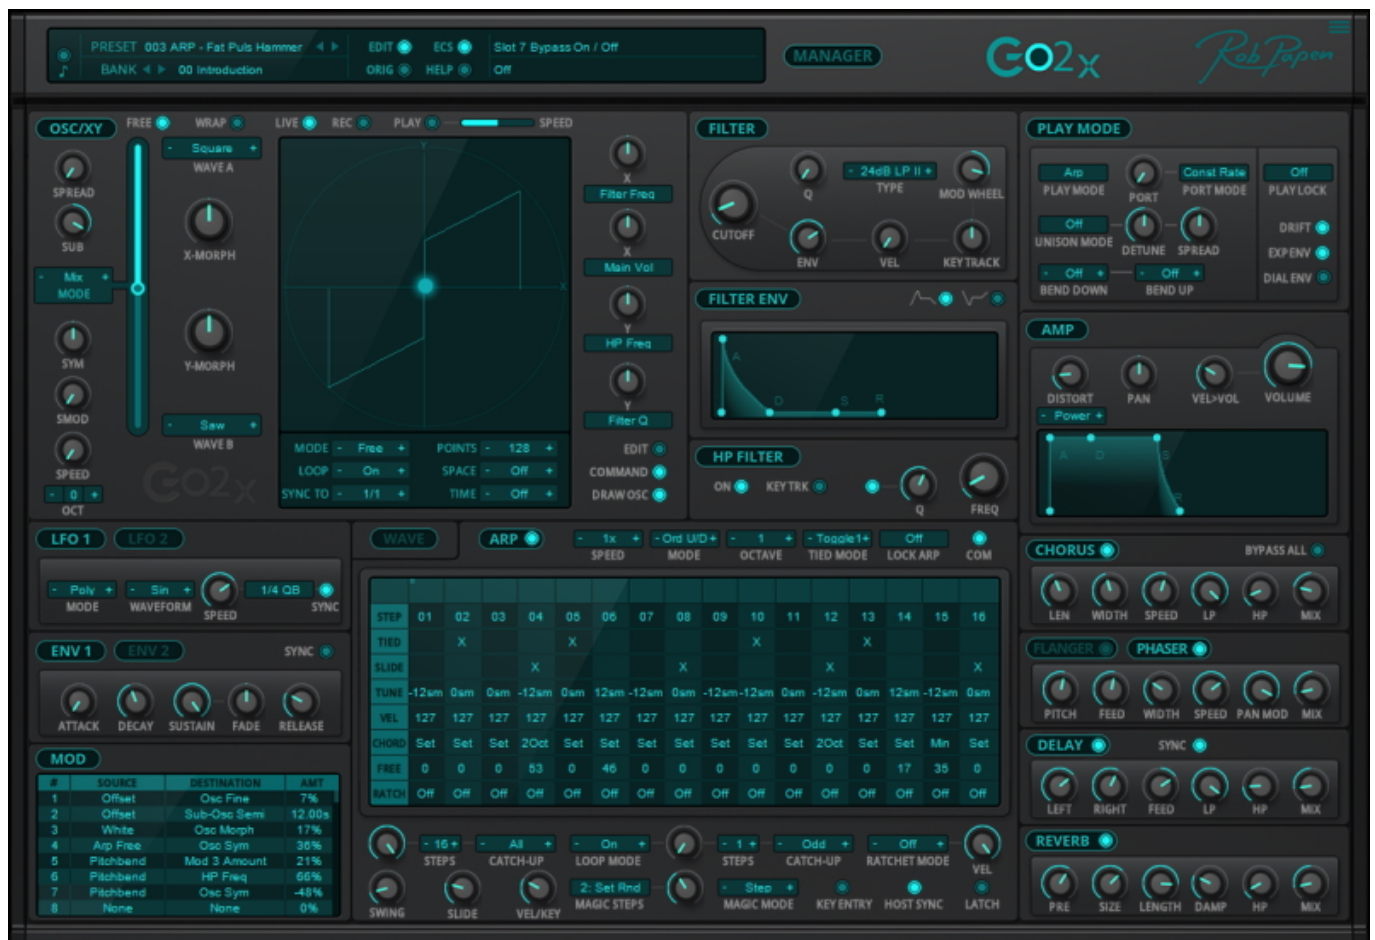 PRESET 003 ARP - Fat Puls Hammer EDIT ECS Slot 7 Bypass On / Off
BANK 00 Introduction ORIG HELP Off
MANAGER
Go2x
Rob Papen
OSC/XY FREE WRAP LIVE REC PLAY SPEED
SPREAD
SUB
- Mix +
MODE
SYM
SMOD
SPEED
- 0 +
OCT
- Square +
WAVE A
X-MORPH
Y-MORPH
- Saw +
WAVE B
Go2x
Y
X
MODE - Free + POINTS - 128 +
LOOP - On + SPACE - Off +
SYNC TO - 1/1 + TIME - Off +
X
Filter Freq
X
Main Vol
Y
HP Freq
Y
Filter Q
EDIT
COMMAND
DRAW OSC
FILTER
CUTOFF
Q
- 24dB LP II +
TYPE
MOD WHEEL
ENV
VEL
KEYTRACK
FILTER ENV
A D S R
HP FILTER
ON KEYTRK
Q FREQ
PLAY MODE
Arp Const Rate Off
PLAY MODE PORT PORT MODE PLAY LOCK
Off
UNISON MODE DETUNE SPREAD
DRIFT
EXP ENV
DIAL ENV
- Off + - Off +
BEND DOWN BEND UP
AMP
DISTORT PAN VEL>VOL VOLUME
- Power +
A D S R
LFO 1 LFO 2
- Poly + - Sin + 1/4 QB
MODE WAVEFORM SPEED SYNC
ENV 1 ENV 2 SYNC
ATTACK DECAY SUSTAIN FADE RELEASE
MOD
# SOURCE DESTINATION AMT
1 Offset Osc Fine 7%
2 Offset Sub-Osc Semi 12.00s
3 White Osc Morph 17%
4 Arp Free Osc Sym 36%
5 Pitchbend Mod 3 Amount 21%
6 Pitchbend HP Freq 66%
7 Pitchbend Osc Sym -48%
8 None None 0%
WAVE ARP
- 1x + - Ord U/D + - 1 + - Toggle1 + Off
SPEED MODE OCTAVE TIED MODE LOCK ARP COM
STEP 01 02 03 04 05 06 07 08 09 10 11 12 13 14 15 16
TIED X X X X
SLIDE X X X X
TUNE -12sm 0sm 0sm -12sm 0sm 12sm -12sm 0sm -12sm -12sm 0sm -12sm 0sm 12sm -12sm 0sm
VEL 127 127 127 127 127 127 127 127 127 127 127 127 127 127 127 127
CHORD Set Set Set 2Oct Set Set Set Set Set Set Set 2Oct Set Set Min Set
FREE 0 0 0 53 0 46 0 0 0 0 0 0 0 17 35 0
RATCH Off Off Off Off Off Off Off Off Off Off Off Off Off Off Off Off
- 16 + - All + - On + - 1 + - Odd + - Off +
STEPS CATCH-UP LOOP MODE STEPS CATCH-UP RATCHET MODE VEL
2: Set Rnd - Step +
SWING SLIDE VEL/KEY MAGIC STEPS MAGIC MODE KEY ENTRY HOST SYNC LATCH
CHORUS BYPASS ALL
LEN WIDTH SPEED LP HP MIX
FLANGER PHASER
PITCH FEED WIDTH SPEED PAN MOD MIX
DELAY SYNC
LEFT RIGHT FEED LP HP MIX
REVERB
PRE SIZE LENGTH DAMP HP MIX